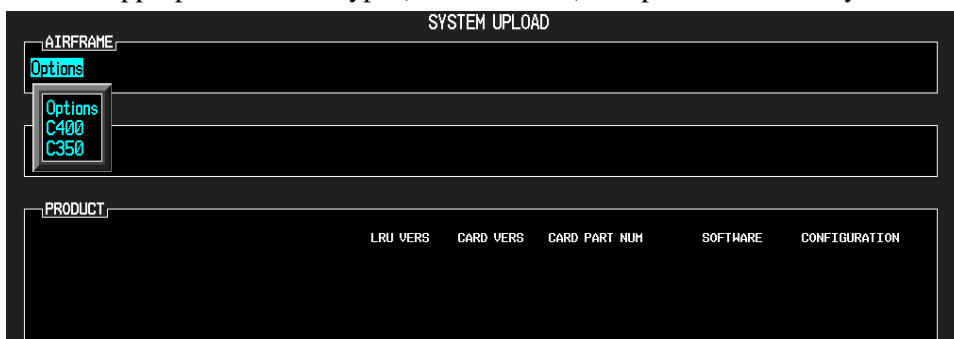 SYSTEM UPLOAD
AIRFRAME
Options
Options
C400
C350
PRODUCT
LRU VERS CARD VERS CARD PART NUM SOFTWARE CONFIGURATION